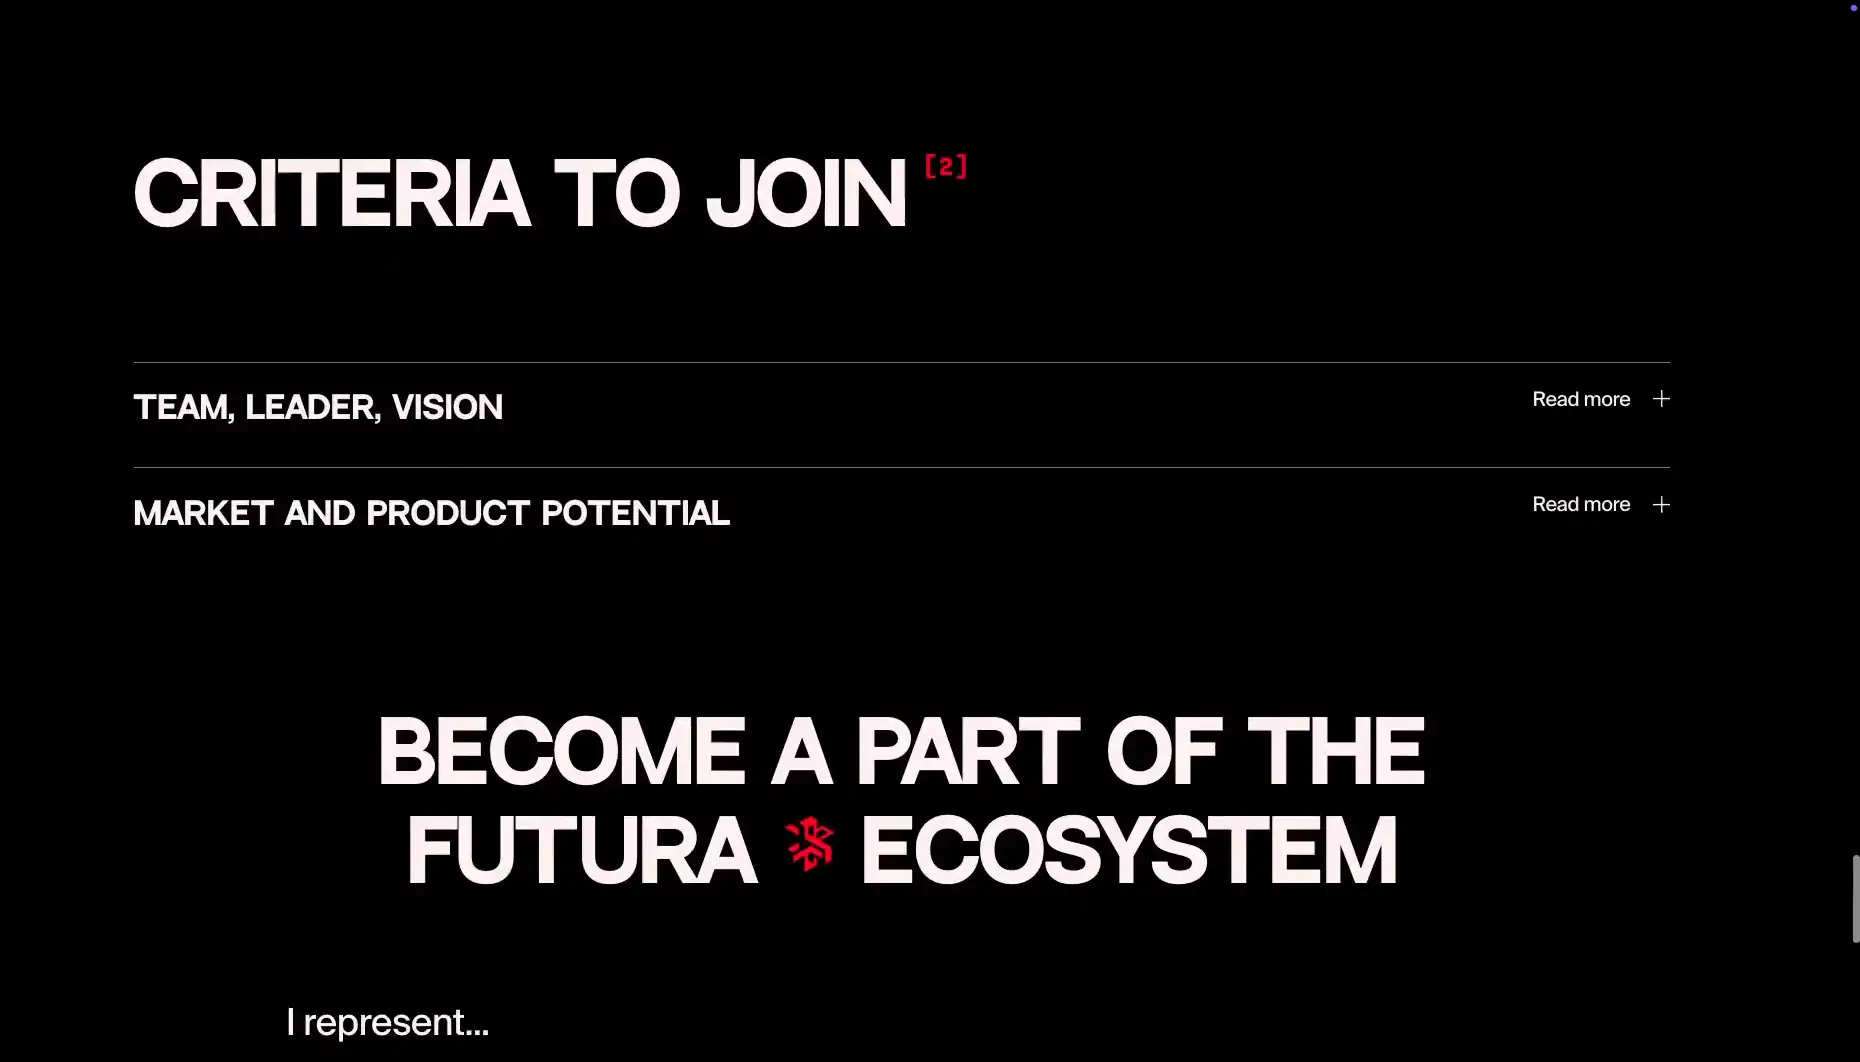 CRITERIA TO JOIN [2]
TEAM, LEADER, VISION
Read more
MARKET AND PRODUCT POTENTIAL
Read more
BECOME A PART OF THE
FUTURA ECOSYSTEM
I represent...